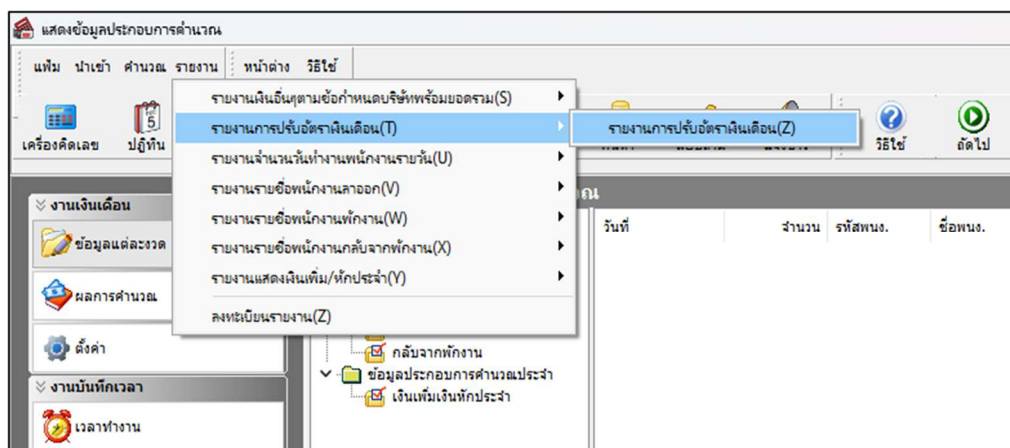 แสดงข้อมูลประกอบการคำนวณ
แฟ้ม นำเข้า คำนวณ รายงาน หน้าต่าง วิธีใช้
รายงานเงินอื่นๆตามข้อกำหนดบริษัทพร้อมยอดรวม(S)
รายงานการปรับอัตราเงินเดือน(T)
รายงานการปรับอัตราเงินเดือน(Z)
รายงานจำนวนวันทำงานพนักงานรายวัน(U)
รายงานรายชื่อพนักงานลาออก(V)
รายงานรายชื่อพนักงานพักงาน(W)
รายงานรายชื่อพนักงานกลับจากพักงาน(X)
รายงานแสดงเงินเพิ่ม/หักประจำ(Y)
ลงทะเบียนรายงาน(Z)
เครื่องคิดเลข ปฏิทิน วิธีใช้ ถัดไป
งานเงินเดือน
ข้อมูลแต่ละงวด
ผลการคำนวณ
ตั้งค่า
งานบันทึกเวลา
เวลาทำงาน
วันที่ จำนวน รหัสพนง. ชื่อพนง.
กลับจากพักงาน
ข้อมูลประกอบการคำนวณประจำ
เงินเพิ่มเงินหักประจำ